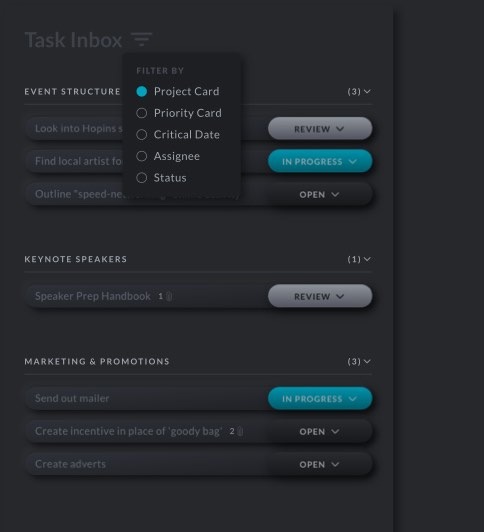 Task Inbox
FILTER BY
Project Card
Priority Card
Critical Date
Assignee
Status
EVENT STRUCTURE (3)
Look into Hopins REVIEW
Find local artist fo IN PROGRESS
Outline "speed-ne OPEN
KEYNOTE SPEAKERS (1)
Speaker Prep Handbook 1 REVIEW
MARKETING & PROMOTIONS (3)
Send out mailer IN PROGRESS
Create incentive in place of 'goody bag' 2 OPEN
Create adverts OPEN